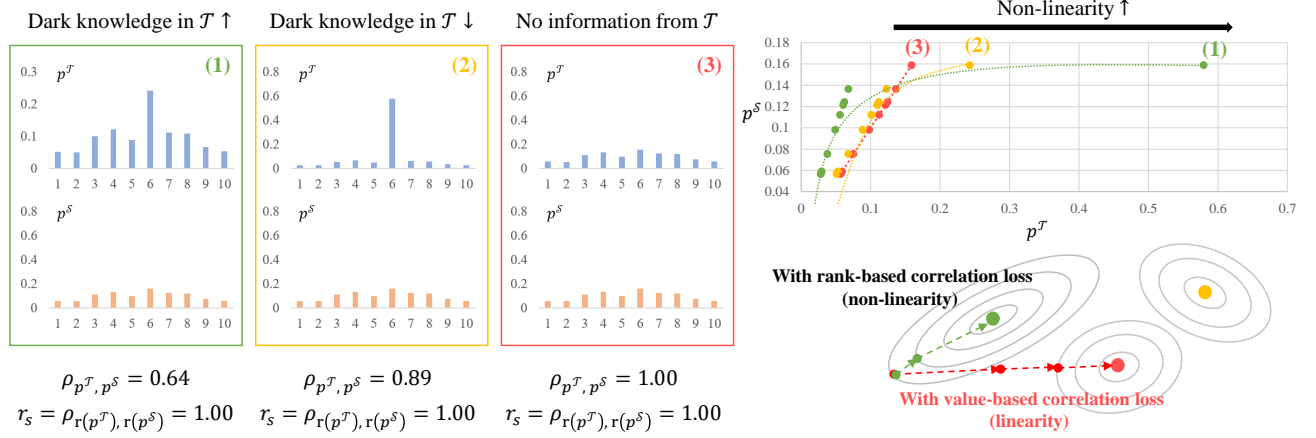 Dark knowledge in 𝒯 ↑
(1)
p^𝒯
0.3
0.2
0.1
0
1 2 3 4 5 6 7 8 9 10
p^𝒮
0.8
0.6
0.4
0.2
0
1 2 3 4 5 6 7 8 9 10
ρ_{p^𝒯, p^𝒮} = 0.64
r_s = ρ_{r(p^𝒯), r(p^𝒮)} = 1.00
Dark knowledge in 𝒯 ↓
(2)
p^𝒯
0.8
0.6
0.4
0.2
0
1 2 3 4 5 6 7 8 9 10
p^𝒮
0.8
0.6
0.4
0.2
0
1 2 3 4 5 6 7 8 9 10
ρ_{p^𝒯, p^𝒮} = 0.89
r_s = ρ_{r(p^𝒯), r(p^𝒮)} = 1.00
No information from 𝒯
(3)
p^𝒯
0.8
0.6
0.4
0.2
0
1 2 3 4 5 6 7 8 9 10
p^𝒮
0.8
0.6
0.4
0.2
0
1 2 3 4 5 6 7 8 9 10
ρ_{p^𝒯, p^𝒮} = 1.00
r_s = ρ_{r(p^𝒯), r(p^𝒮)} = 1.00
Non-linearity ↑
(3) (2) (1)
0.18
0.16
0.14
0.12
0.1
0.08
0.06
0.04
p^𝒮
0 0.1 0.2 0.3 0.4 0.5 0.6 0.7
p^𝒯
With rank-based correlation loss
(non-linearity)
With value-based correlation loss
(linearity)